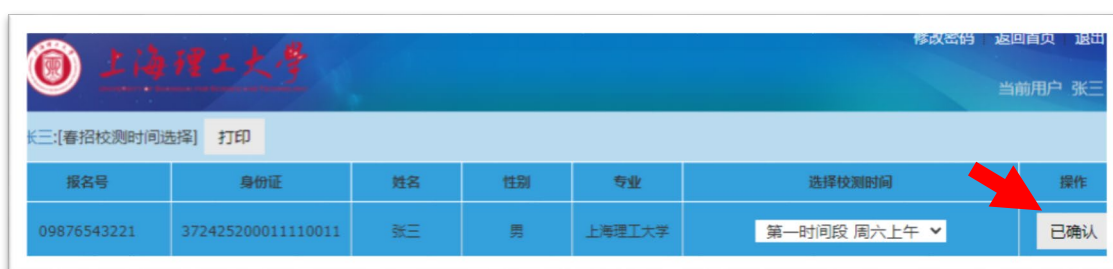 修改密码 返回首页 退出
上海理工大學
当前用户 张三
张三:[春招校测时间选择] 打印
报名号 身份证 姓名 性别 专业 选择校测时间 操作
09876543221 372425200011110011 张三 男 上海理工大学 第一时间段 周六上午 已确认